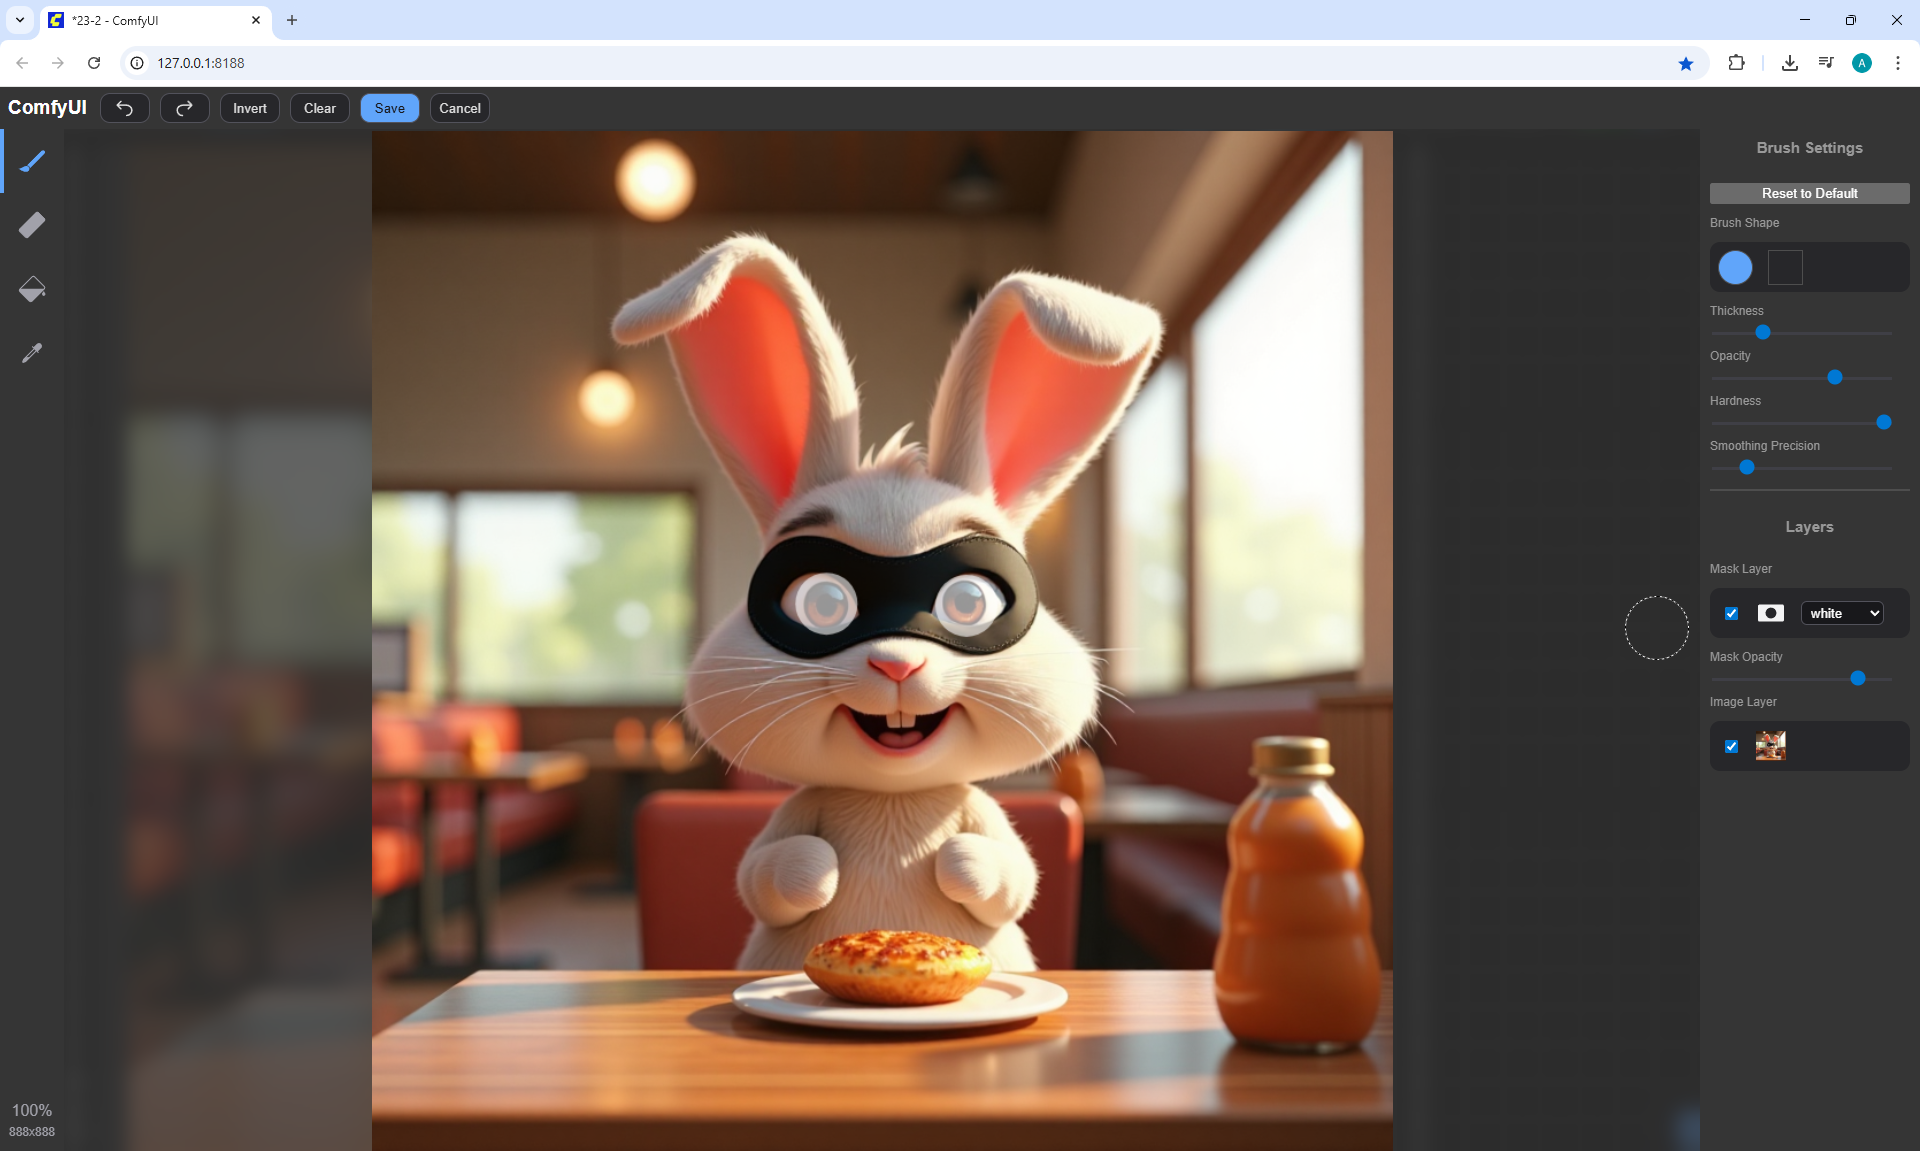 *23-2 - ComfyUI
127.0.0.1:8188
A
ComfyUI
Invert
Clear
Save
Cancel
Brush Settings
Reset to Default
Brush Shape
Thickness
Opacity
Hardness
Smoothing Precision
Layers
Mask Layer
white
Mask Opacity
Image Layer
100%
888x888